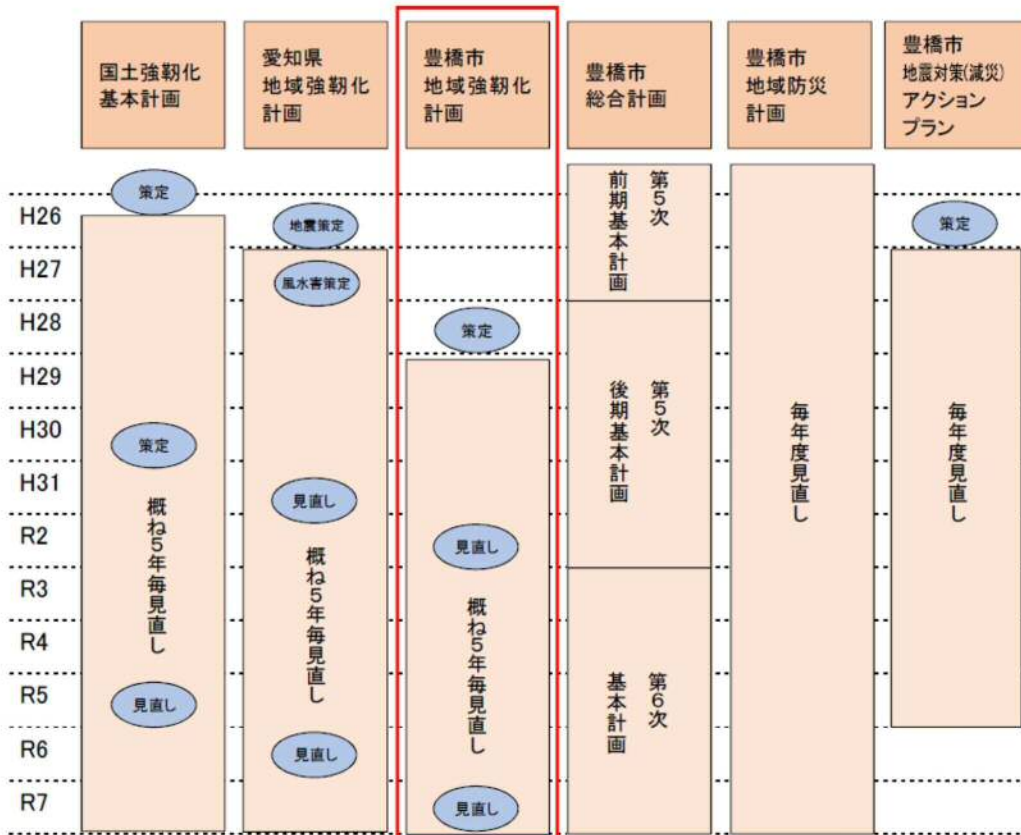 国土強靭化
基本計画
愛知県
地域強靭化
計画
豊橋市
地域強靭化
計画
豊橋市
総合計画
豊橋市
地域防災
計画
豊橋市
地震対策(減災)
アクション
プラン
H26
H27
H28
H29
H30
H31
R2
R3
R4
R5
R6
R7
策定
策定
概ね5年毎見直し
見直し
地震策定
風水害策定
見直し
概ね5年毎見直し
見直し
策定
見直し
概ね5年毎見直し
見直し
第5次
前期基本計画
第5次
後期基本計画
第6次
基本計画
毎年度見直し
策定
毎年度見直し